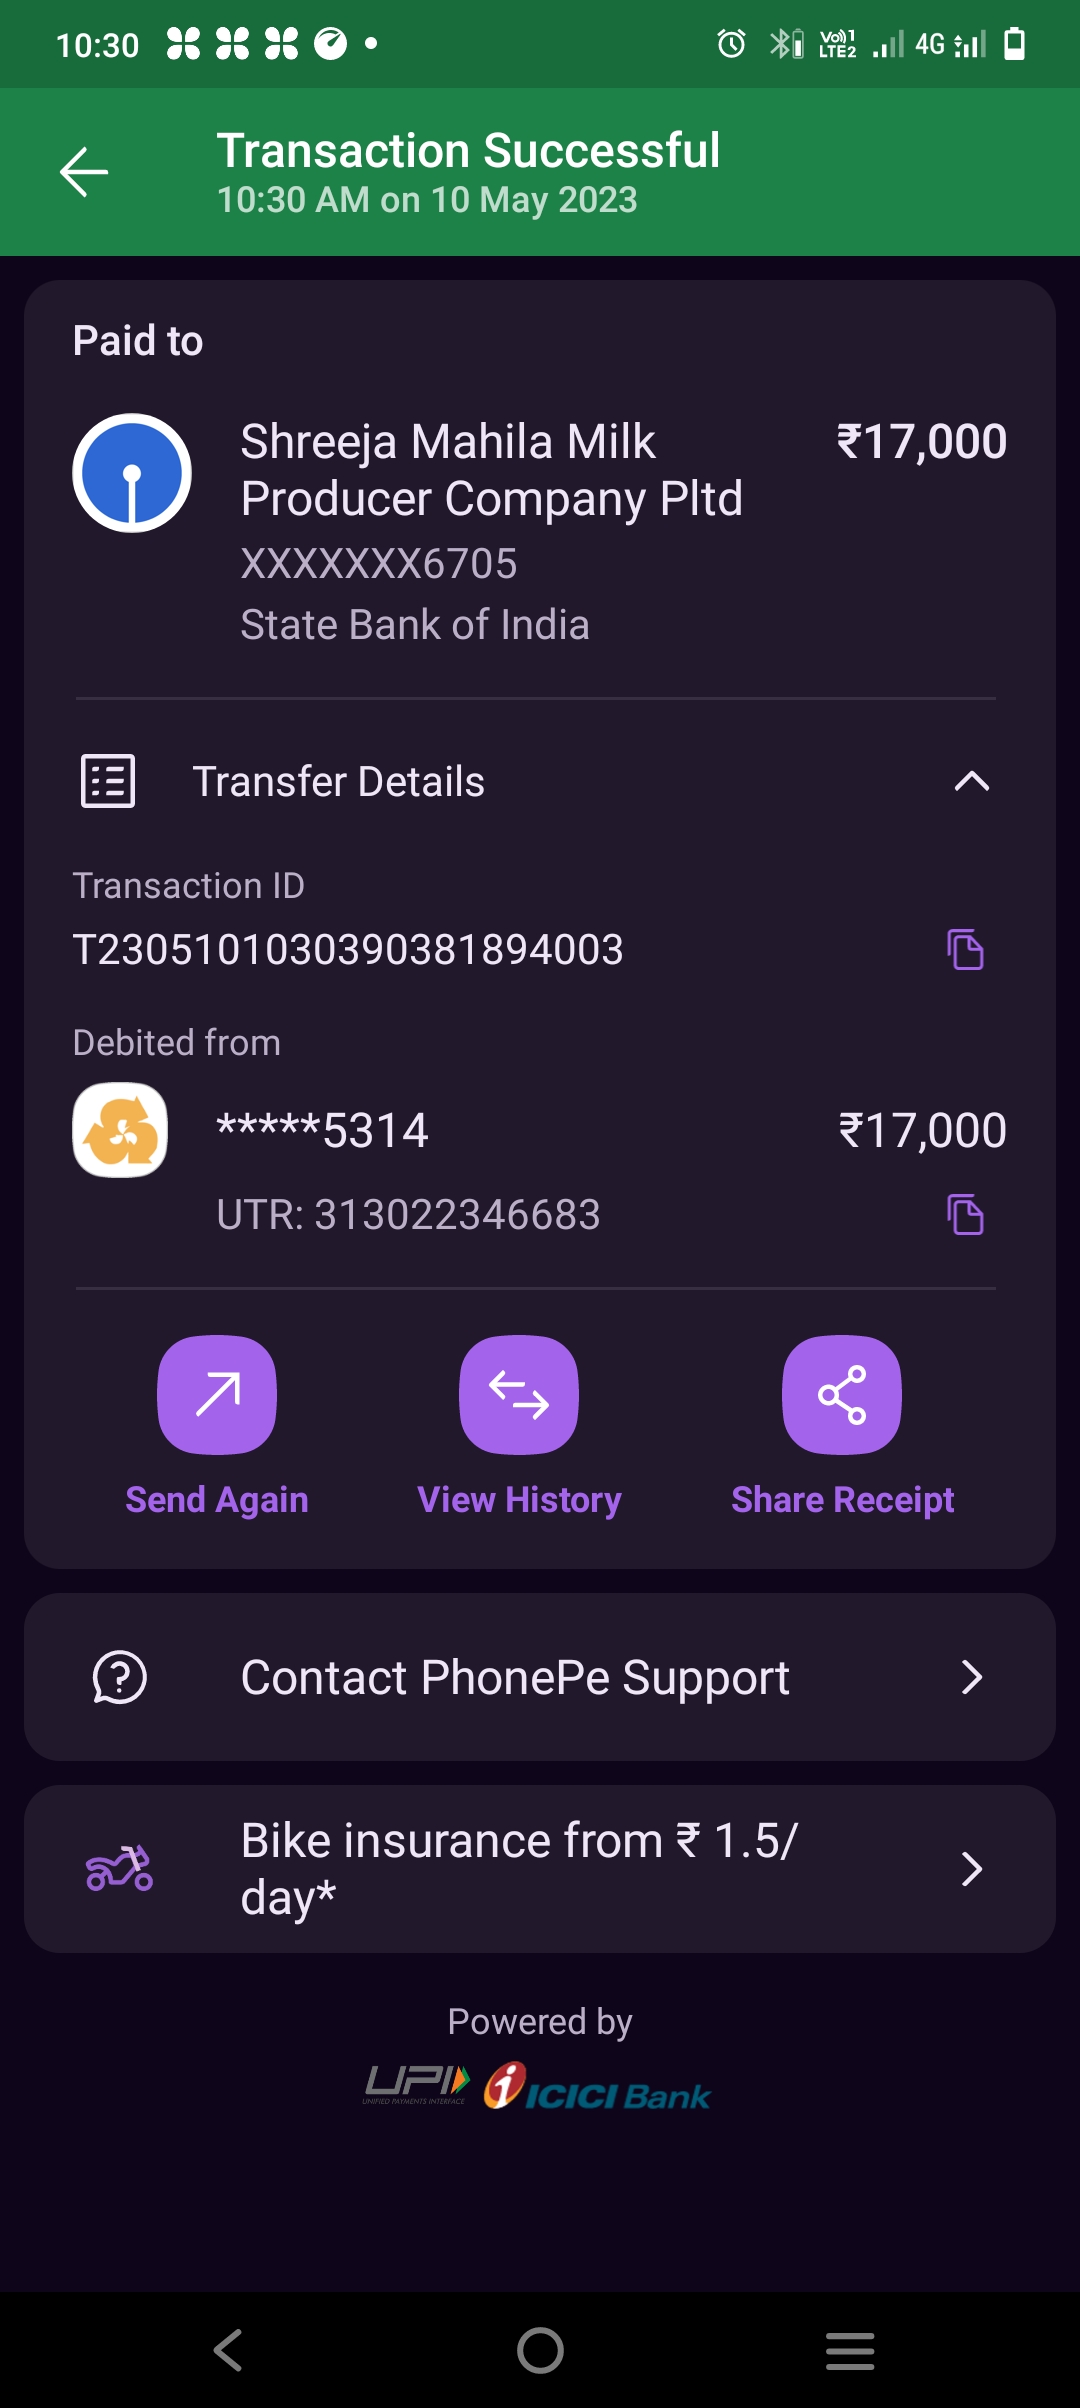 10:30
Vo)) 1
LTE2
4G
Transaction Successful
10:30 AM on 10 May 2023
Paid to
Shreeja Mahila Milk
₹17,000
Producer Company Pltd
XXXXXXX6705
State Bank of India
Transfer Details
Transaction ID
T2305101030390381894003
Debited from
*****5314
₹17,000
UTR: 313022346683
Send Again
View History
Share Receipt
Contact PhonePe Support
Bike insurance from ₹ 1.5/
day*
Powered by
UPI
UNIFIED PAYMENTS INTERFACE
ICICI Bank